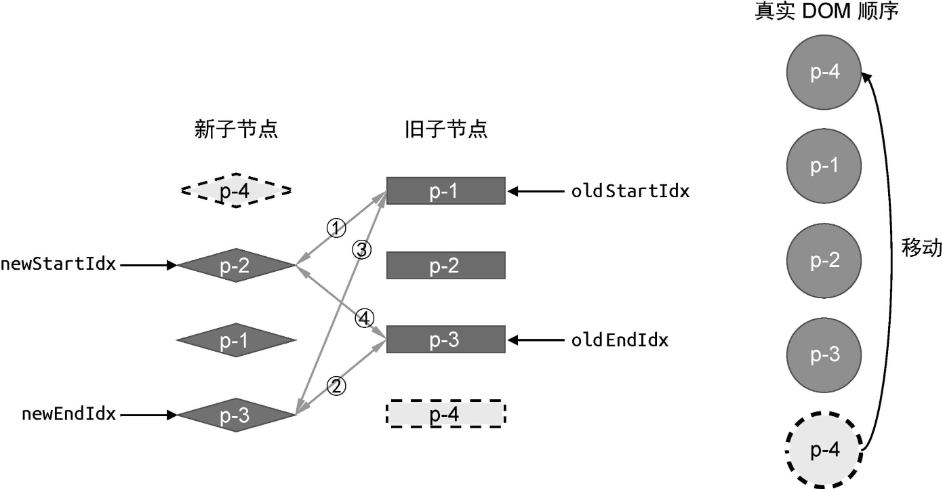 真实 DOM 顺序
p-4
p-1
p-2
p-3
p-4
移动
新子节点
旧子节点
p-4
p-1
oldStartIdx
①
③
newStartIdx
p-2
p-2
④
p-1
p-3
oldEndIdx
②
newEndIdx
p-3
p-4